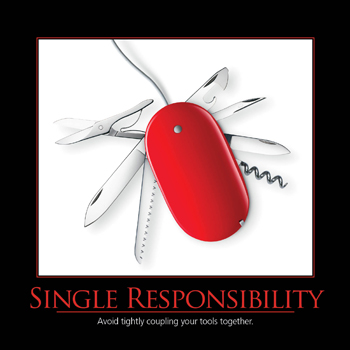 SINGLE RESPONSIBILITY
Avoid tightly coupling your tools together.